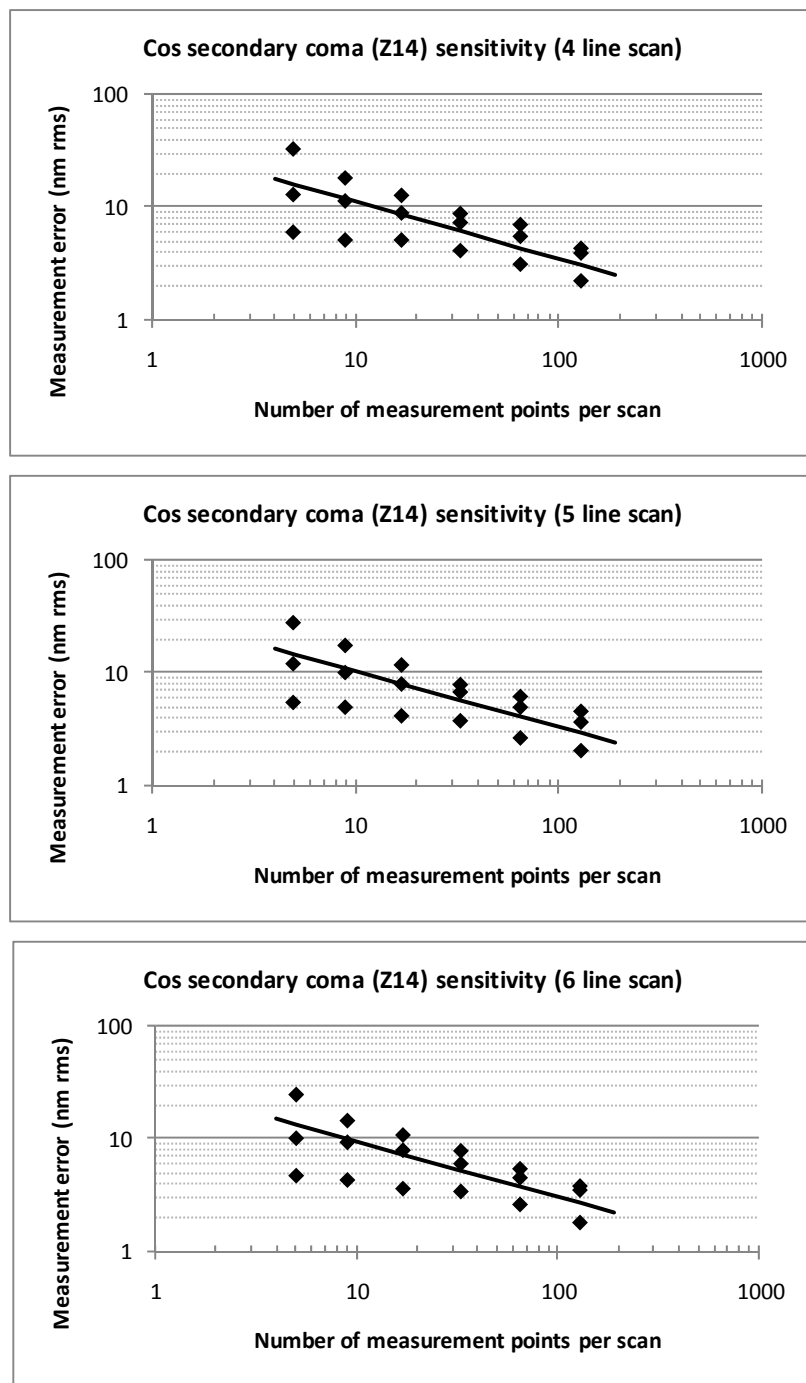 Cos secondary coma (Z14) sensitivity (4 line scan)
100
10
1
Measurement error (nm rms)
1 10 100 1000
Number of measurement points per scan
Cos secondary coma (Z14) sensitivity (5 line scan)
100
10
1
Measurement error (nm rms)
1 10 100 1000
Number of measurement points per scan
Cos secondary coma (Z14) sensitivity (6 line scan)
100
10
1
Measurement error (nm rms)
1 10 100 1000
Number of measurement points per scan